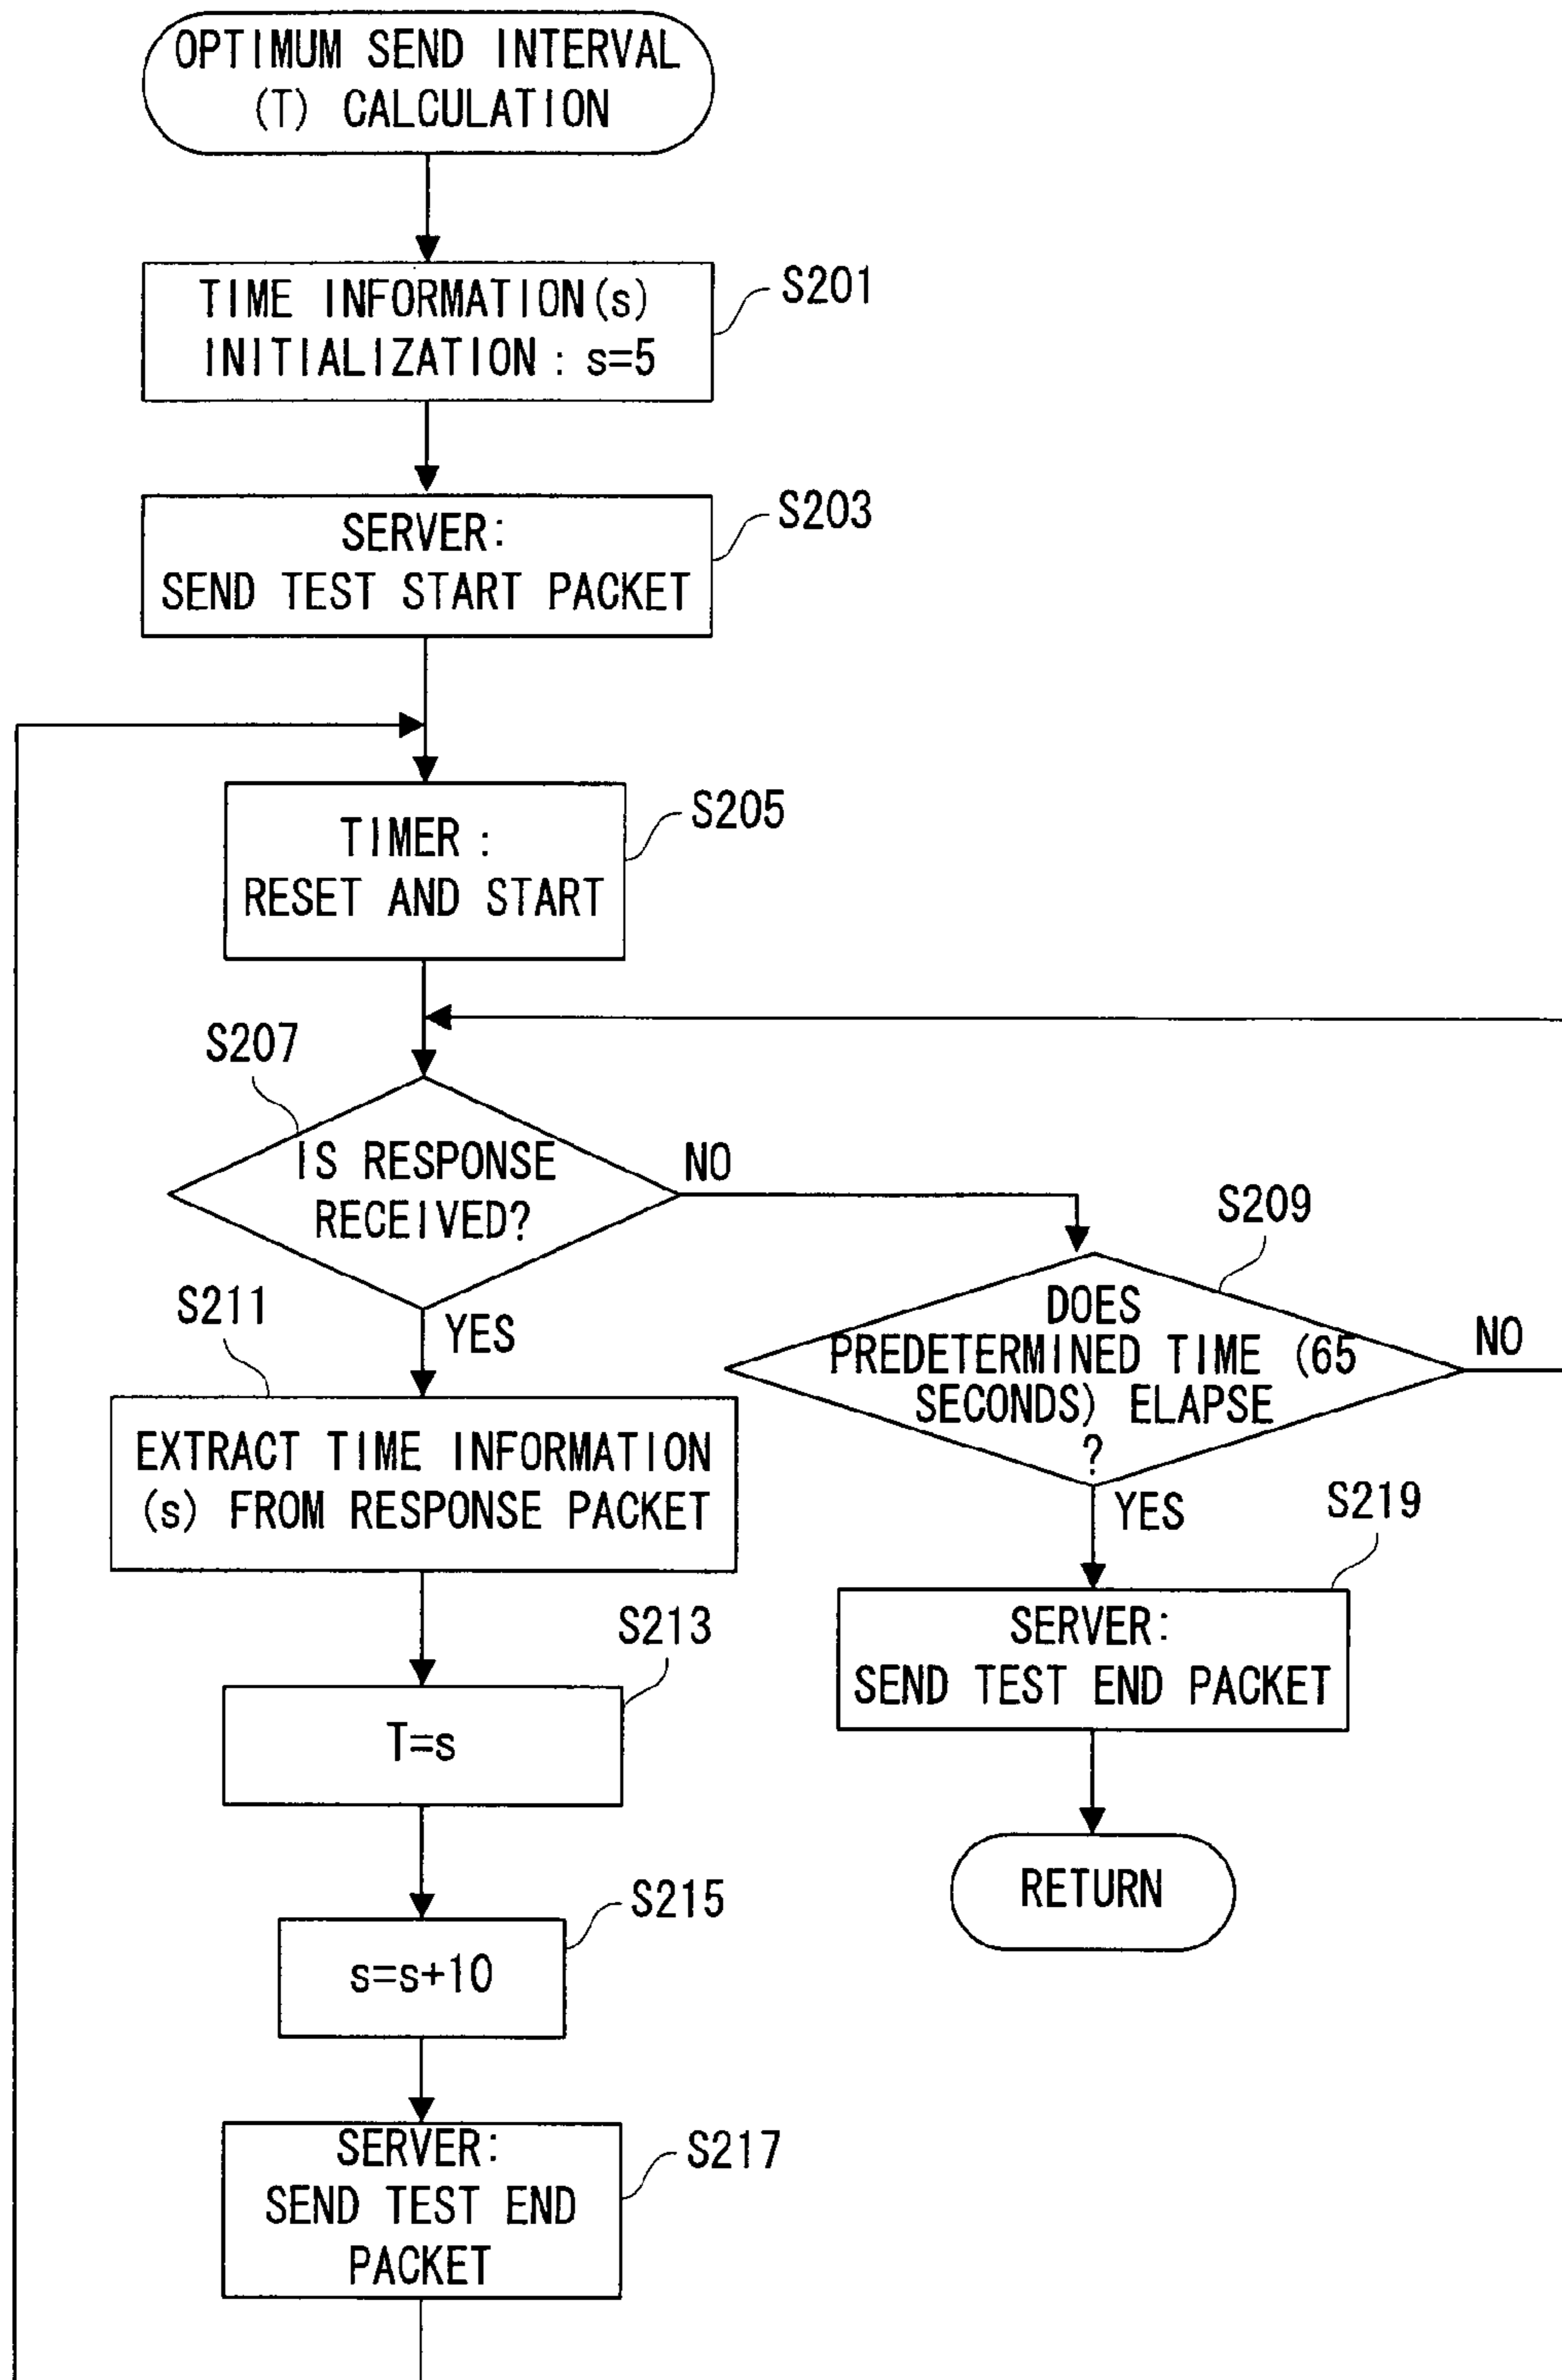 OPTIMUM SEND INTERVAL
(T) CALCULATION
TIME INFORMATION(s)
INITIALIZATION : s=5
S201
SERVER:
SEND TEST START PACKET
S203
TIMER :
RESET AND START
S205
S207
IS RESPONSE
RECEIVED?
NO
YES
S209
DOES
PREDETERMINED TIME (65
SECONDS) ELAPSE
?
NO
YES
S211
EXTRACT TIME INFORMATION
(s) FROM RESPONSE PACKET
S219
SERVER:
SEND TEST END PACKET
S213
T=s
RETURN
S215
s=s+10
S217
SERVER:
SEND TEST END
PACKET